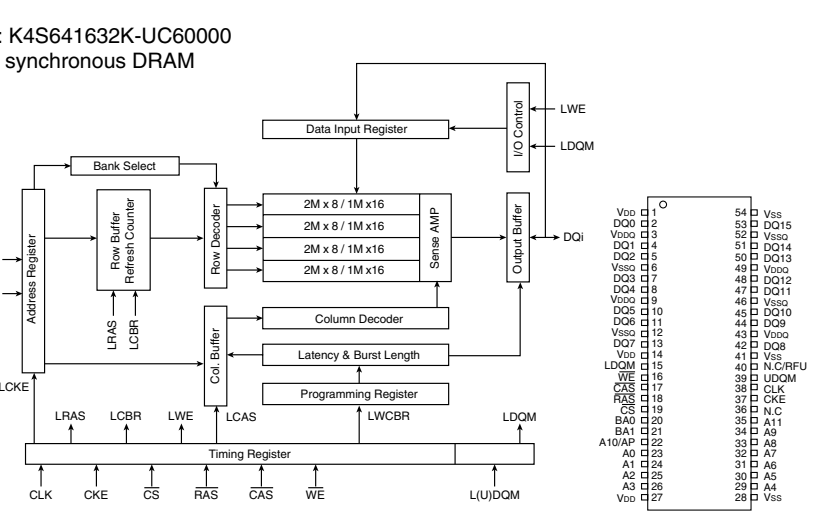 : K4S641632K-UC60000
synchronous DRAM
LWE
I/O Control
Data Input Register
LDQM
Bank Select
Address Register
Row Buffer
Refresh Counter
Row Decoder
2M x 8 / 1M x16
2M x 8 / 1M x16
2M x 8 / 1M x16
2M x 8 / 1M x16
Sense AMP
Output Buffer
DQi
LRAS
LCBR
Col. Buffer
Column Decoder
Latency & Burst Length
Programming Register
LCKE
LRAS
LCBR
LWE
LCAS
LWCBR
LDQM
Timing Register
CLK
CKE
CS
RAS
CAS
WE
L(U)DQM
VDD 1
DQ0 2
VDDQ 3
DQ1 4
DQ2 5
VSSQ 6
DQ3 7
DQ4 8
VDDQ 9
DQ5 10
DQ6 11
VSSQ 12
DQ7 13
VDD 14
LDQM 15
WE 16
CAS 17
RAS 18
CS 19
BA0 20
BA1 21
A10/AP 22
A0 23
A1 24
A2 25
A3 26
VDD 27
54 VSS
53 DQ15
52 VSSQ
51 DQ14
50 DQ13
49 VDDQ
48 DQ12
47 DQ11
46 VSSQ
45 DQ10
44 DQ9
43 VDDQ
42 DQ8
41 VSS
40 N.C/RFU
39 UDQM
38 CLK
37 CKE
36 N.C
35 A11
34 A9
33 A8
32 A7
31 A6
30 A5
29 A4
28 VSS